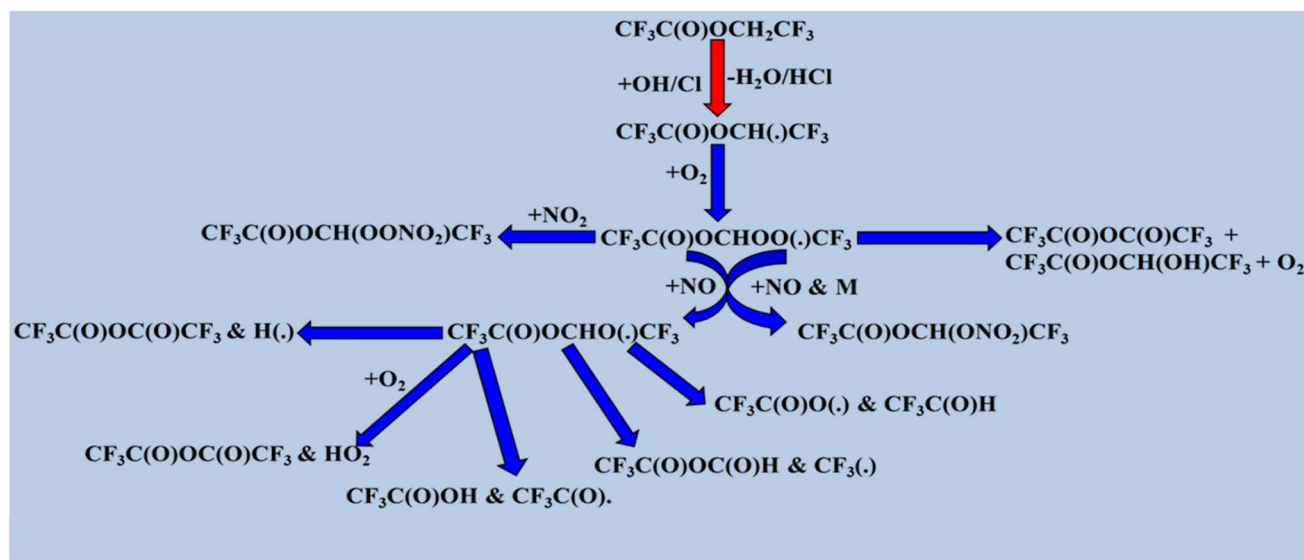 CF₃C(O)OCH₂CF₃
+OH/Cl
-H₂O/HCl
CF₃C(O)OCH(.)CF₃
+O₂
+NO₂
CF₃C(O)OCH(OONO₂)CF₃
CF₃C(O)OCHOO(.)CF₃
CF₃C(O)OC(O)CF₃ +
CF₃C(O)OCH(OH)CF₃ + O₂
+NO
+NO & M
CF₃C(O)OC(O)CF₃ & H(.)
CF₃C(O)OCHO(.)CF₃
CF₃C(O)OCH(ONO₂)CF₃
+O₂
CF₃C(O)O(.) & CF₃C(O)H
CF₃C(O)OC(O)CF₃ & HO₂
CF₃C(O)OC(O)H & CF₃(.)
CF₃C(O)OH & CF₃C(O).